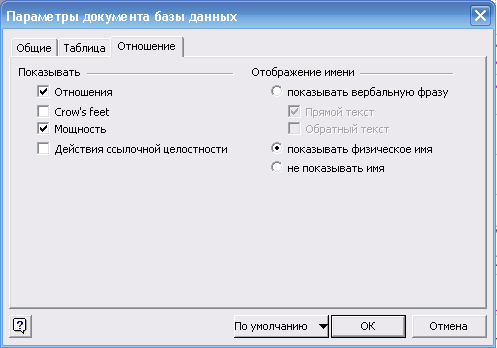 Параметры документа базы данных
Общие Таблица Отношение
Показывать
Отношения
Crow's feet
Мощность
Действия ссылочной целостности
Отображение имени
показывать вербальную фразу
Прямой текст
Обратный текст
показывать физическое имя
не показывать имя
? По умолчанию ОК Отмена